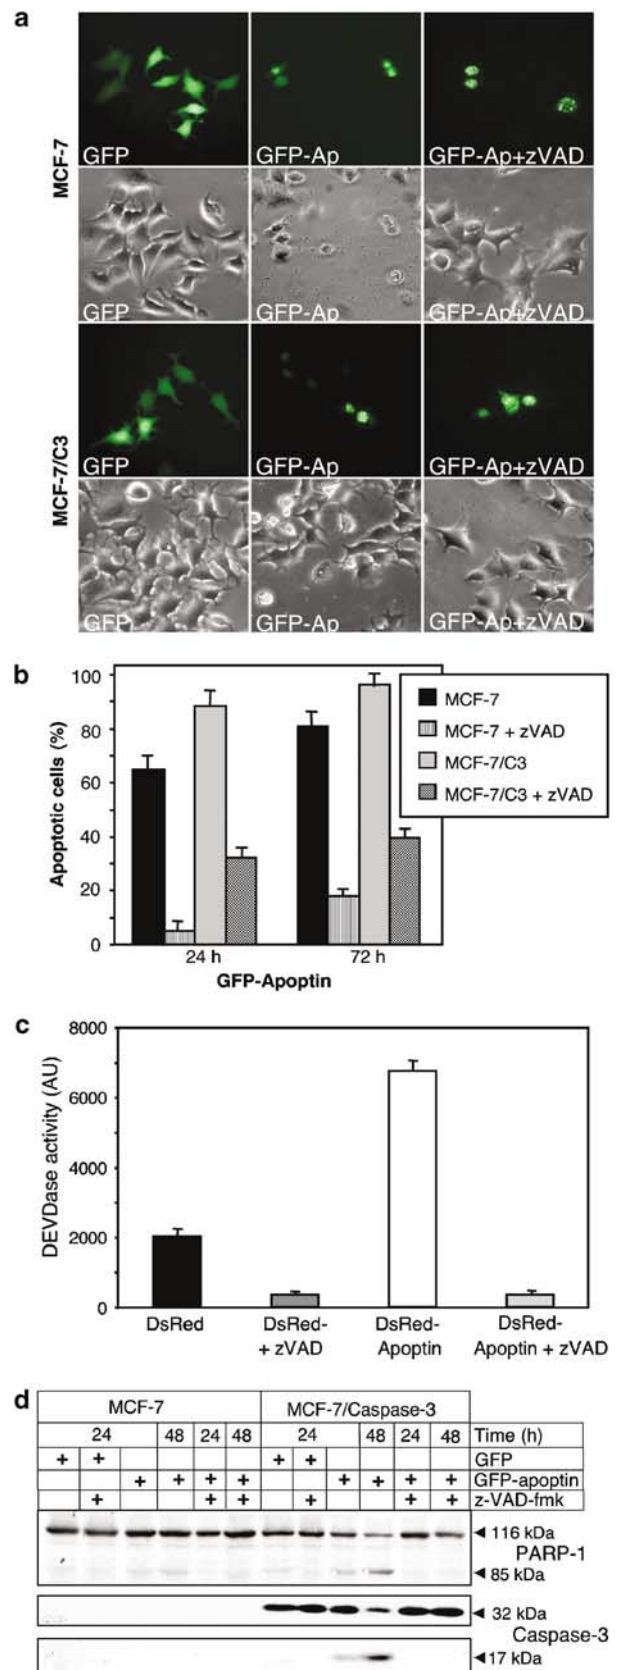 a
MCF-7
GFP GFP-Ap GFP-Ap+zVAD
GFP GFP-Ap GFP-Ap+zVAD
MCF-7/C3
GFP GFP-Ap GFP-Ap+zVAD
GFP GFP-Ap GFP-Ap+zVAD
b
Apoptotic cells (%)
100
80
60
40
20
0
MCF-7
MCF-7 + zVAD
MCF-7/C3
MCF-7/C3 + zVAD
24 h 72 h
GFP-Apoptin
c
DEVDase activity (AU)
8000
6000
4000
2000
0
DsRed DsRed- DsRed- DsRed-
+ zVAD Apoptin Apoptin + zVAD
d
MCF-7 MCF-7/Caspase-3
24 48 24 48 24 48 24 48 Time (h)
+ + + + GFP
+ + + + + + + + GFP-apoptin
+ + + + + + z-VAD-fmk
◄ 116 kDa
PARP-1
◄ 85 kDa
◄ 32 kDa
Caspase-3
◄ 17 kDa